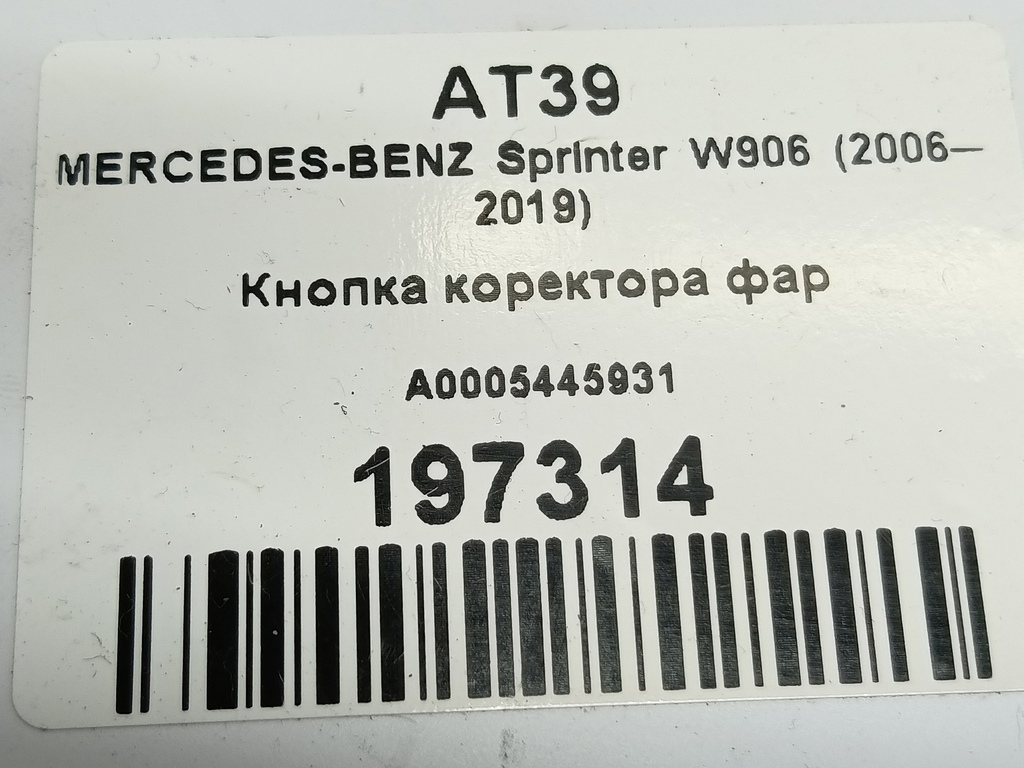 AT39
MERCEDES-BENZ Sprinter W906 (2006—
2019)
Кнопка коректора фар
A0005445931
197314